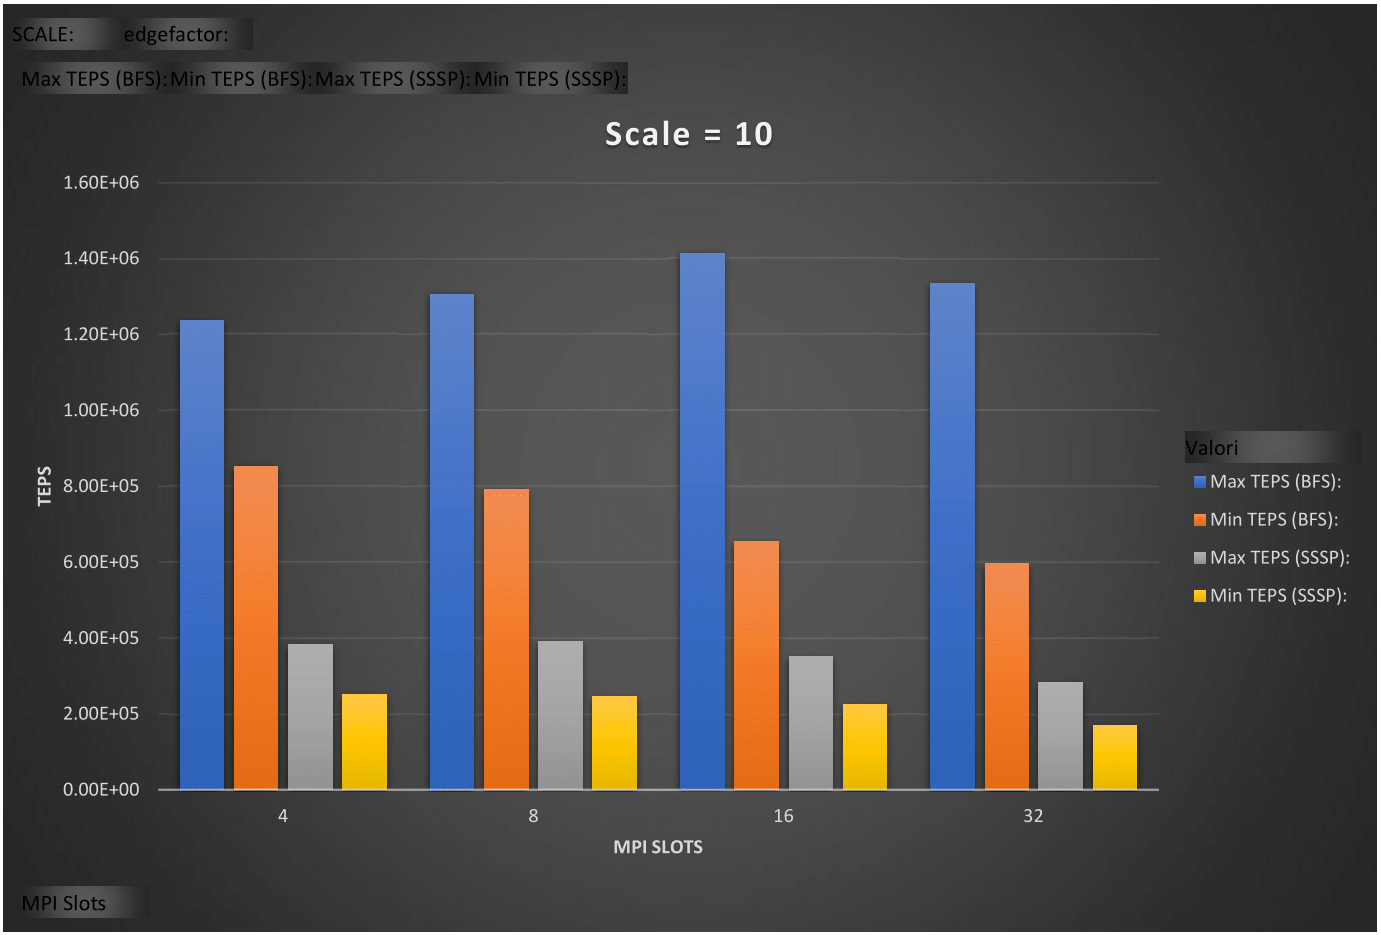 SCALE: edgefactor:
Max TEPS (BFS): Min TEPS (BFS): Max TEPS (SSSP): Min TEPS (SSSP):
Scale = 10
1.60E+06
1.40E+06
1.20E+06
1.00E+06
8.00E+05
6.00E+05
4.00E+05
2.00E+05
0.00E+00
TEPS
4 8 16 32
MPI SLOTS
Valori
Max TEPS (BFS):
Min TEPS (BFS):
Max TEPS (SSSP):
Min TEPS (SSSP):
MPI Slots